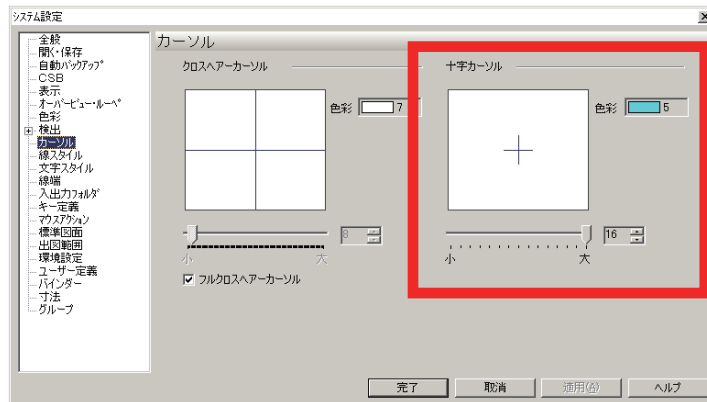 システム設定
全般
開く・保存
自動バックアップ
CSB
表示
オーバービュー・ルーペ
色彩
検出
カーソル
線スタイル
文字スタイル
線端
入出力フォルダ
キー定義
マウスアクション
標準図面
出図範囲
環境設定
ユーザー定義
バインダー
寸法
グループ
カーソル
クロスヘアーカーソル
色彩 7
8
小 大
フルクロスヘアーカーソル
十字カーソル
色彩 5
16
小 大
完了 取消 適用(A) ヘルプ